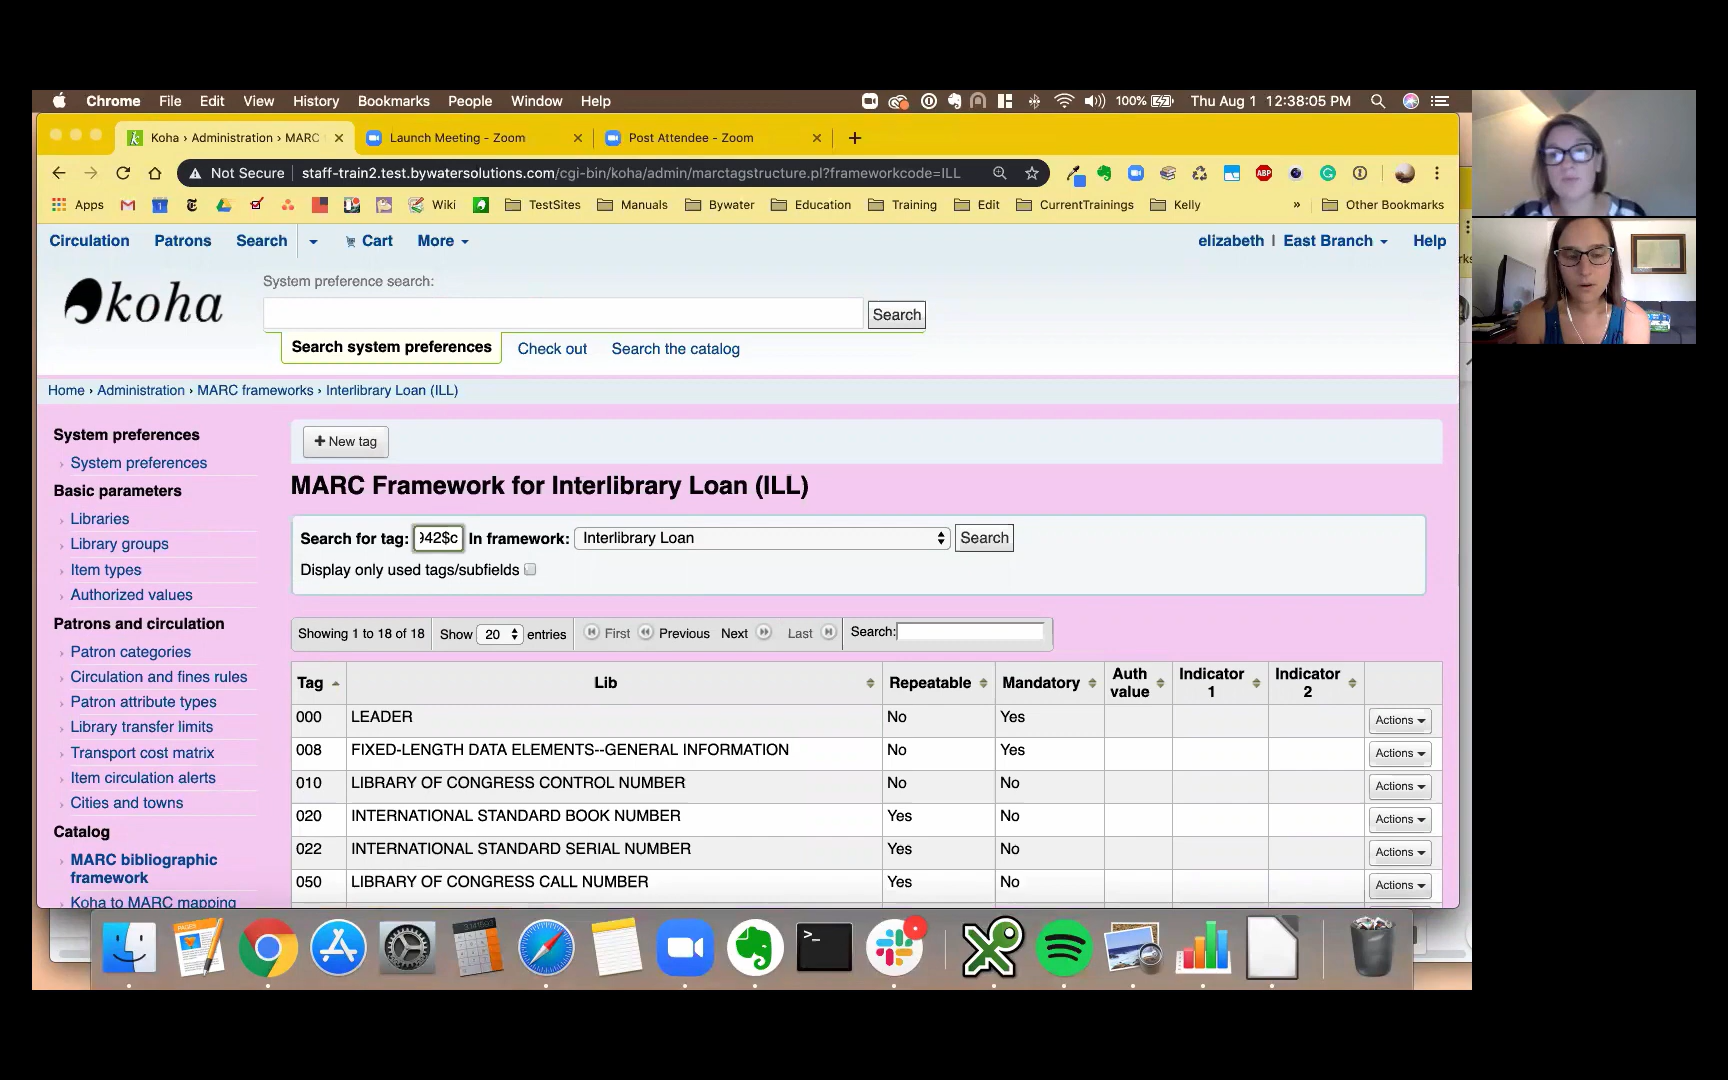 Chrome File Edit View History Bookmarks People Window Help 100% Thu Aug 1 12:38:05 PM
Koha › Administration › MARC Launch Meeting - Zoom Post Attendee - Zoom
Not Secure staff-train2.test.bywatersolutions.com/cgi-bin/koha/admin/marctagstructure.pl?frameworkcode=ILL
Apps Wiki TestSites Manuals Bywater Education Training Edit CurrentTrainings Kelly » Other Bookmarks
Circulation Patrons Search Cart More elizabeth | East Branch Help
System preference search:
koha
Search
Search system preferences Check out Search the catalog
Home › Administration › MARC frameworks › Interlibrary Loan (ILL)
System preferences
› System preferences
Basic parameters
› Libraries
› Library groups
› Item types
› Authorized values
Patrons and circulation
› Patron categories
› Circulation and fines rules
› Patron attribute types
› Library transfer limits
› Transport cost matrix
› Item circulation alerts
› Cities and towns
Catalog
› MARC bibliographic
framework
› Koha to MARC mapping
+ New tag
MARC Framework for Interlibrary Loan (ILL)
Search for tag: 942$c In framework: Interlibrary Loan Search
Display only used tags/subfields
Showing 1 to 18 of 18 Show 20 entries First Previous Next Last Search:
Tag Lib Repeatable Mandatory Auth value Indicator 1 Indicator 2
000 LEADER No Yes Actions
008 FIXED-LENGTH DATA ELEMENTS--GENERAL INFORMATION No Yes Actions
010 LIBRARY OF CONGRESS CONTROL NUMBER No No Actions
020 INTERNATIONAL STANDARD BOOK NUMBER Yes No Actions
022 INTERNATIONAL STANDARD SERIAL NUMBER Yes No Actions
050 LIBRARY OF CONGRESS CALL NUMBER Yes No Actions